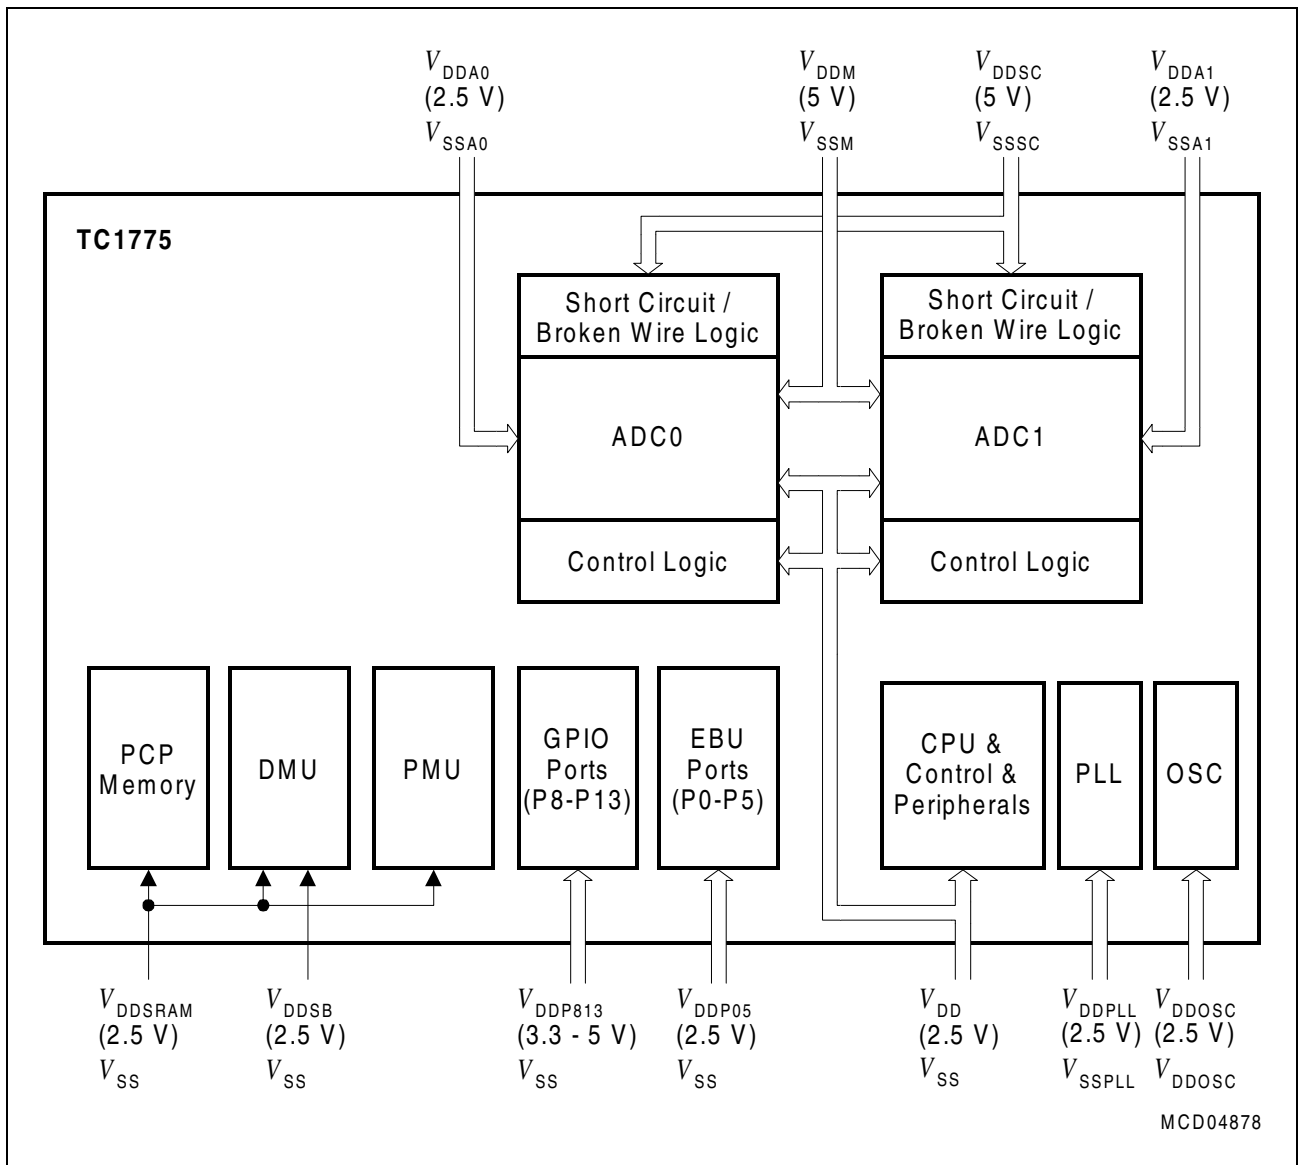 VDDA0
(2.5 V)
VSSA0
VDDM
(5 V)
VSSM
VDDSC
(5 V)
VSSSC
VDDA1
(2.5 V)
VSSA1
TC1775
Short Circuit /
Broken Wire Logic
ADC0
Control Logic
Short Circuit /
Broken Wire Logic
ADC1
Control Logic
PCP
Memory
DMU
PMU
GPIO
Ports
(P8-P13)
EBU
Ports
(P0-P5)
CPU &
Control &
Peripherals
PLL
OSC
VDDSRAM
(2.5 V)
VSS
VDDSB
(2.5 V)
VSS
VDDP813
(3.3 - 5 V)
VSS
VDDP05
(2.5 V)
VSS
VDD
(2.5 V)
VSS
VDDPLL
(2.5 V)
VSSPLL
VDDOSC
(2.5 V)
VDDOSC
MCD04878